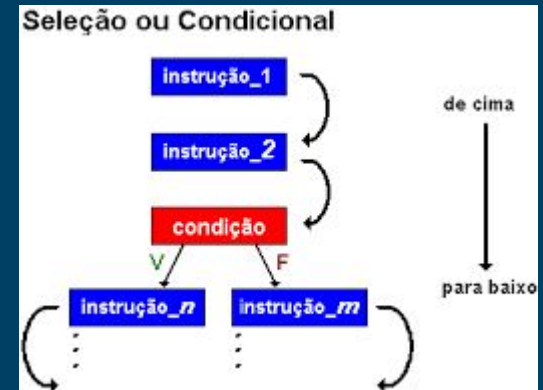 Seleção ou Condicional
instrução_1
de cima
instrução_2
condição
V F
para baixo
instrução_n instrução_m